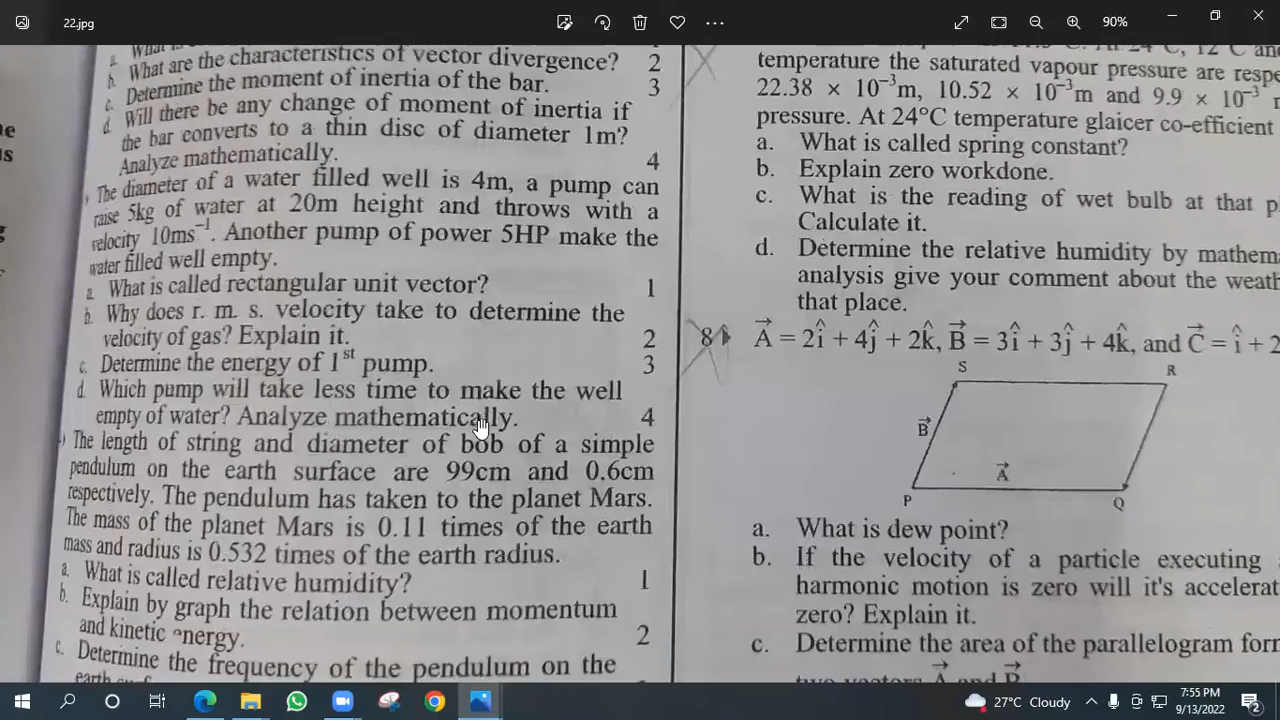 22.jpg
90%
What
a.
b. What are the characteristics of vector divergence? 2
c. Determine the moment of inertia of the bar. 3
d. Will there be any change of moment of inertia if
the bar converts to a thin disc of diameter 1m?
Analyze mathematically. 4
The diameter of a water filled well is 4m, a pump can
raise 5kg of water at 20m height and throws with a
velocity 10ms⁻¹. Another pump of power 5HP make the
water filled well empty.
a. What is called rectangular unit vector? 1
b. Why does r. m. s. velocity take to determine the
velocity of gas? Explain it. 2
c. Determine the energy of 1st pump. 3
d. Which pump will take less time to make the well
empty of water? Analyze mathematically. 4
The length of string and diameter of bob of a simple
pendulum on the earth surface are 99cm and 0.6cm
respectively. The pendulum has taken to the planet Mars.
The mass of the planet Mars is 0.11 times of the earth
mass and radius is 0.532 times of the earth radius.
a. What is called relative humidity? 1
b. Explain by graph the relation between momentum
and kinetic energy. 2
c. Determine the frequency of the pendulum on the
earth
temperature the saturated vapour pressure are
22.38 × 10⁻³m, 10.52 × 10⁻³m and 9.9 × 10⁻³
pressure. At 24°C temperature glaicer co-efficient
a. What is called spring constant?
b. Explain zero workdone.
c. What is the reading of wet bulb at that
Calculate it.
d. Determine the relative humidity by
analysis give your comment about the
that place.
8 A⃗ = 2î + 4ĵ + 2k̂, B⃗ = 3î + 3ĵ + 4k̂, and C⃗ = î + 2
S R
B⃗
A⃗
P Q
a. What is dew point?
b. If the velocity of a particle executing
harmonic motion is zero will it's
zero? Explain it.
c. Determine the area of the parallelogram
two vectors A⃗ and B⃗
27°C Cloudy
7:55 PM
9/13/2022
2